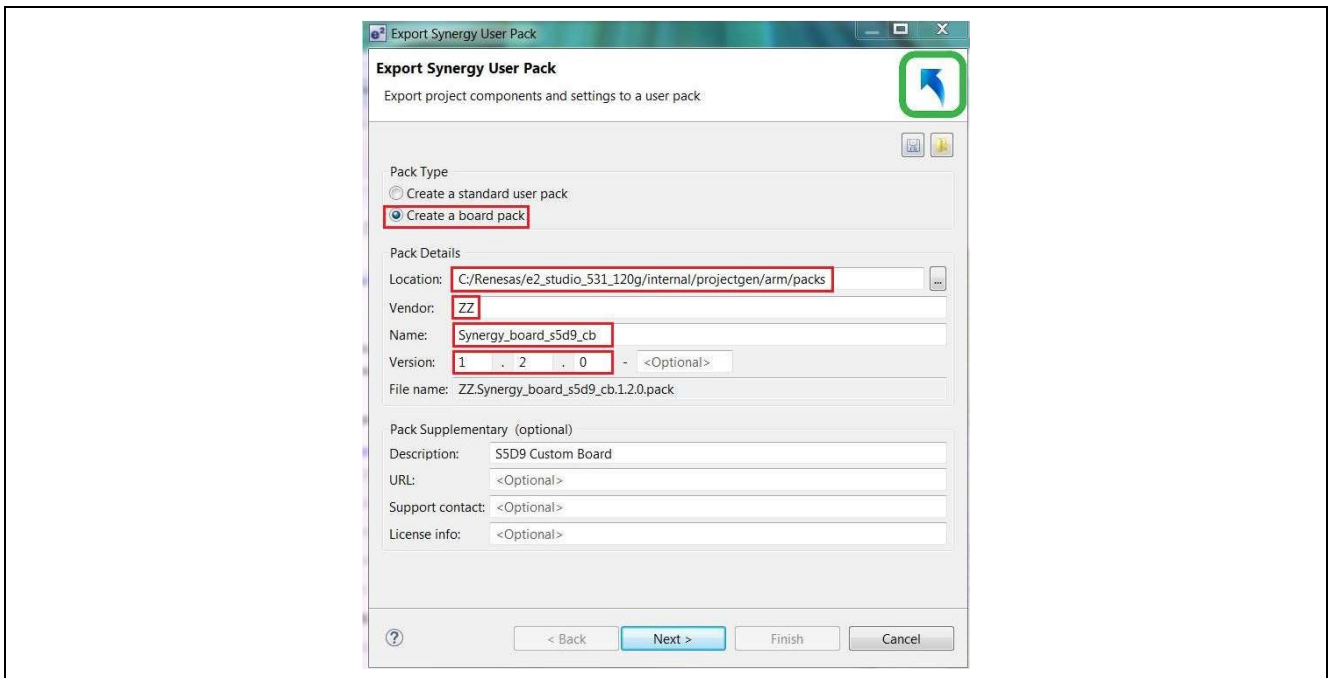 e² Export Synergy User Pack
Export Synergy User Pack
Export project components and settings to a user pack
Pack Type
Create a standard user pack
Create a board pack
Pack Details
Location: C:/Renesas/e2_studio_531_120g/internal/projectgen/arm/packs ...
Vendor: ZZ
Name: Synergy_board_s5d9_cb
Version: 1 . 2 . 0 - <Optional>
File name: ZZ.Synergy_board_s5d9_cb.1.2.0.pack
Pack Supplementary (optional)
Description: S5D9 Custom Board
URL: <Optional>
Support contact: <Optional>
License info: <Optional>
? < Back Next > Finish Cancel